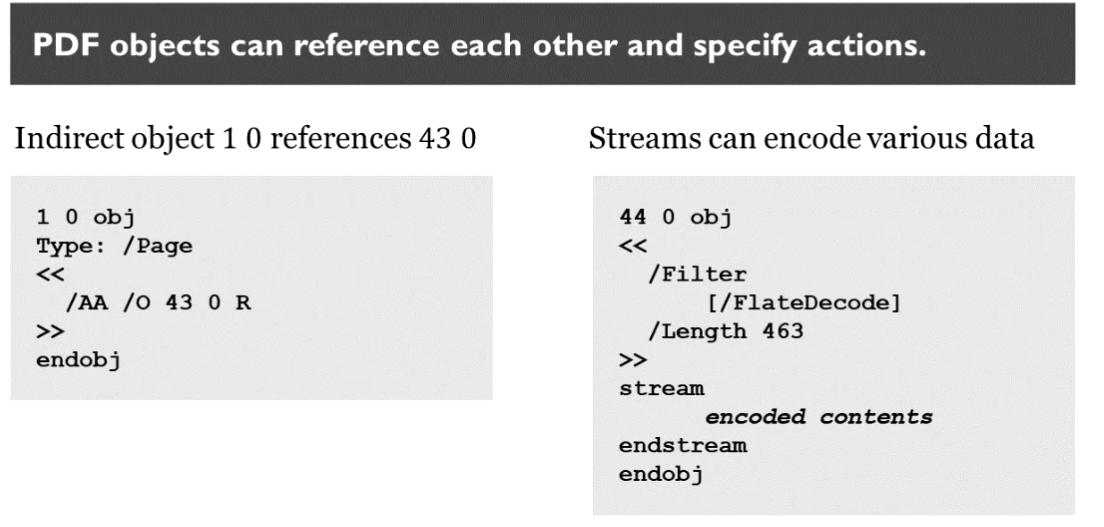 PDF objects can reference each other and specify actions.
Indirect object 1 0 references 43 0
1 0 obj
Type: /Page
<<
/AA /O 43 0 R
>>
endobj
Streams can encode various data
44 0 obj
<<
/Filter
[/FlateDecode]
/Length 463
>>
stream
encoded contents
endstream
endobj